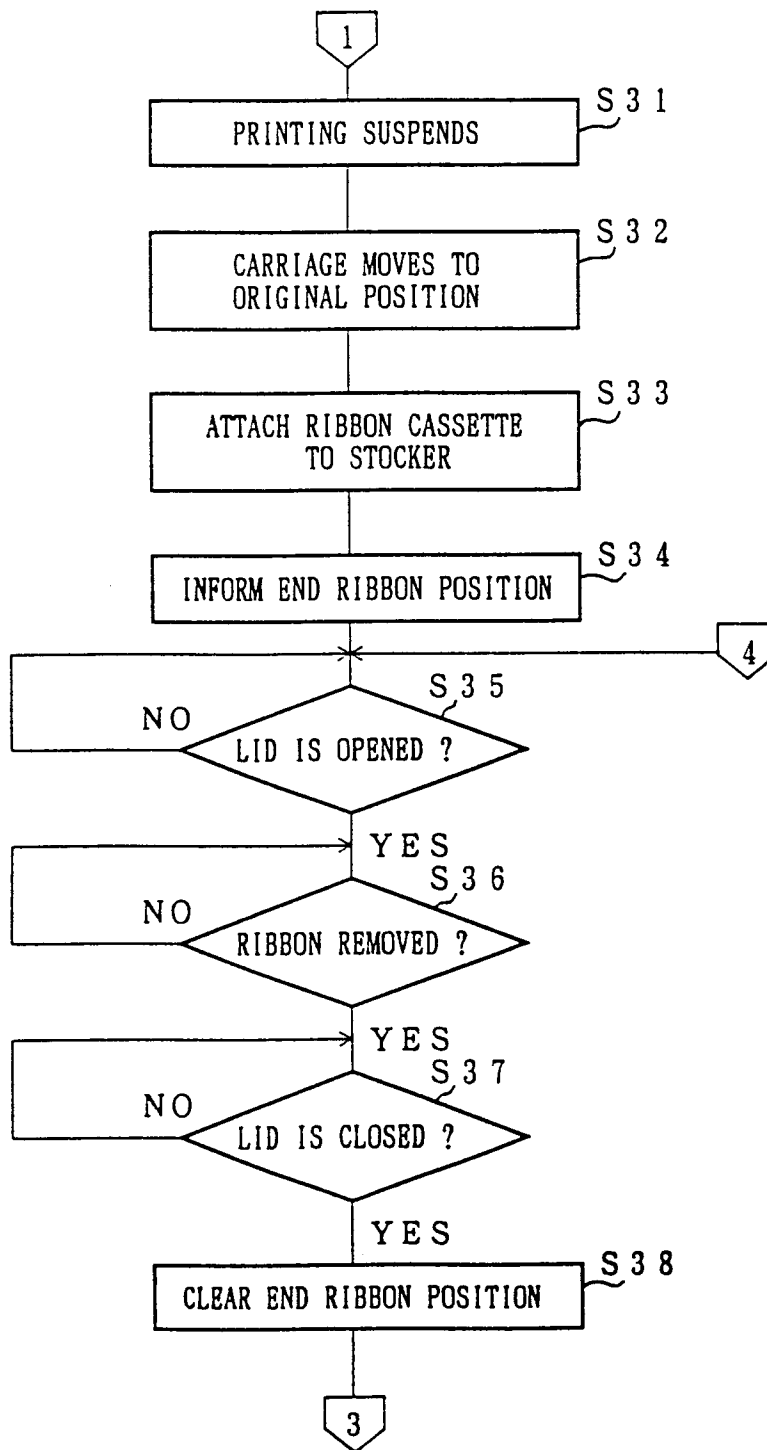 1
S31
PRINTING SUSPENDS
S32
CARRIAGE MOVES TO
ORIGINAL POSITION
S33
ATTACH RIBBON CASSETTE
TO STOCKER
S34
INFORM END RIBBON POSITION
4
S35
NO
LID IS OPENED ?
YES
S36
NO
RIBBON REMOVED ?
YES
S37
NO
LID IS CLOSED ?
YES
S38
CLEAR END RIBBON POSITION
3